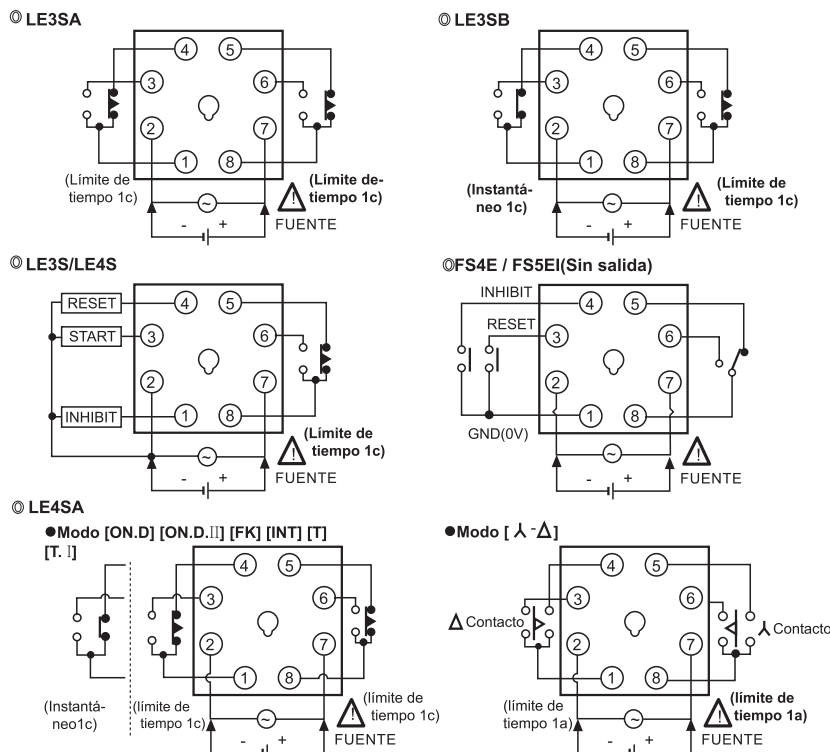 ◎ LE3SA
4 5
3 6
2 7
1 8
(Límite de
tiempo 1c)
(Límite de-
tiempo 1c)
~
!
- +
FUENTE
◎ LE3SB
4 5
3 6
2 7
1 8
(Instantá-
neo 1c)
(Límite de
tiempo 1c)
~
!
- +
FUENTE
◎ LE3S/LE4S
RESET
START
INHIBIT
4 5
3 6
2 7
1 8
(Límite de
tiempo 1c)
~
!
- +
FUENTE
◎FS4E / FS5EI(Sin salida)
INHIBIT
RESET
4 5
3 6
2 7
1 8
GND(0V)
~
!
- +
FUENTE
◎ LE4SA
●Modo [ON.D] [ON.D.II] [FK] [INT] [T]
[T. I]
4 5
3 6
2 7
1 8
(Instantá-
neo1c)
(límite de
tiempo 1c)
(límite de
tiempo 1c)
~
!
- +
FUENTE
●Modo [ ⅄ -Δ]
4 5
3 6
2 7
1 8
Δ Contacto
⅄ Contacto
(límite de
tiempo 1a)
(límite de
tiempo 1a)
~
!
- +
FUENTE